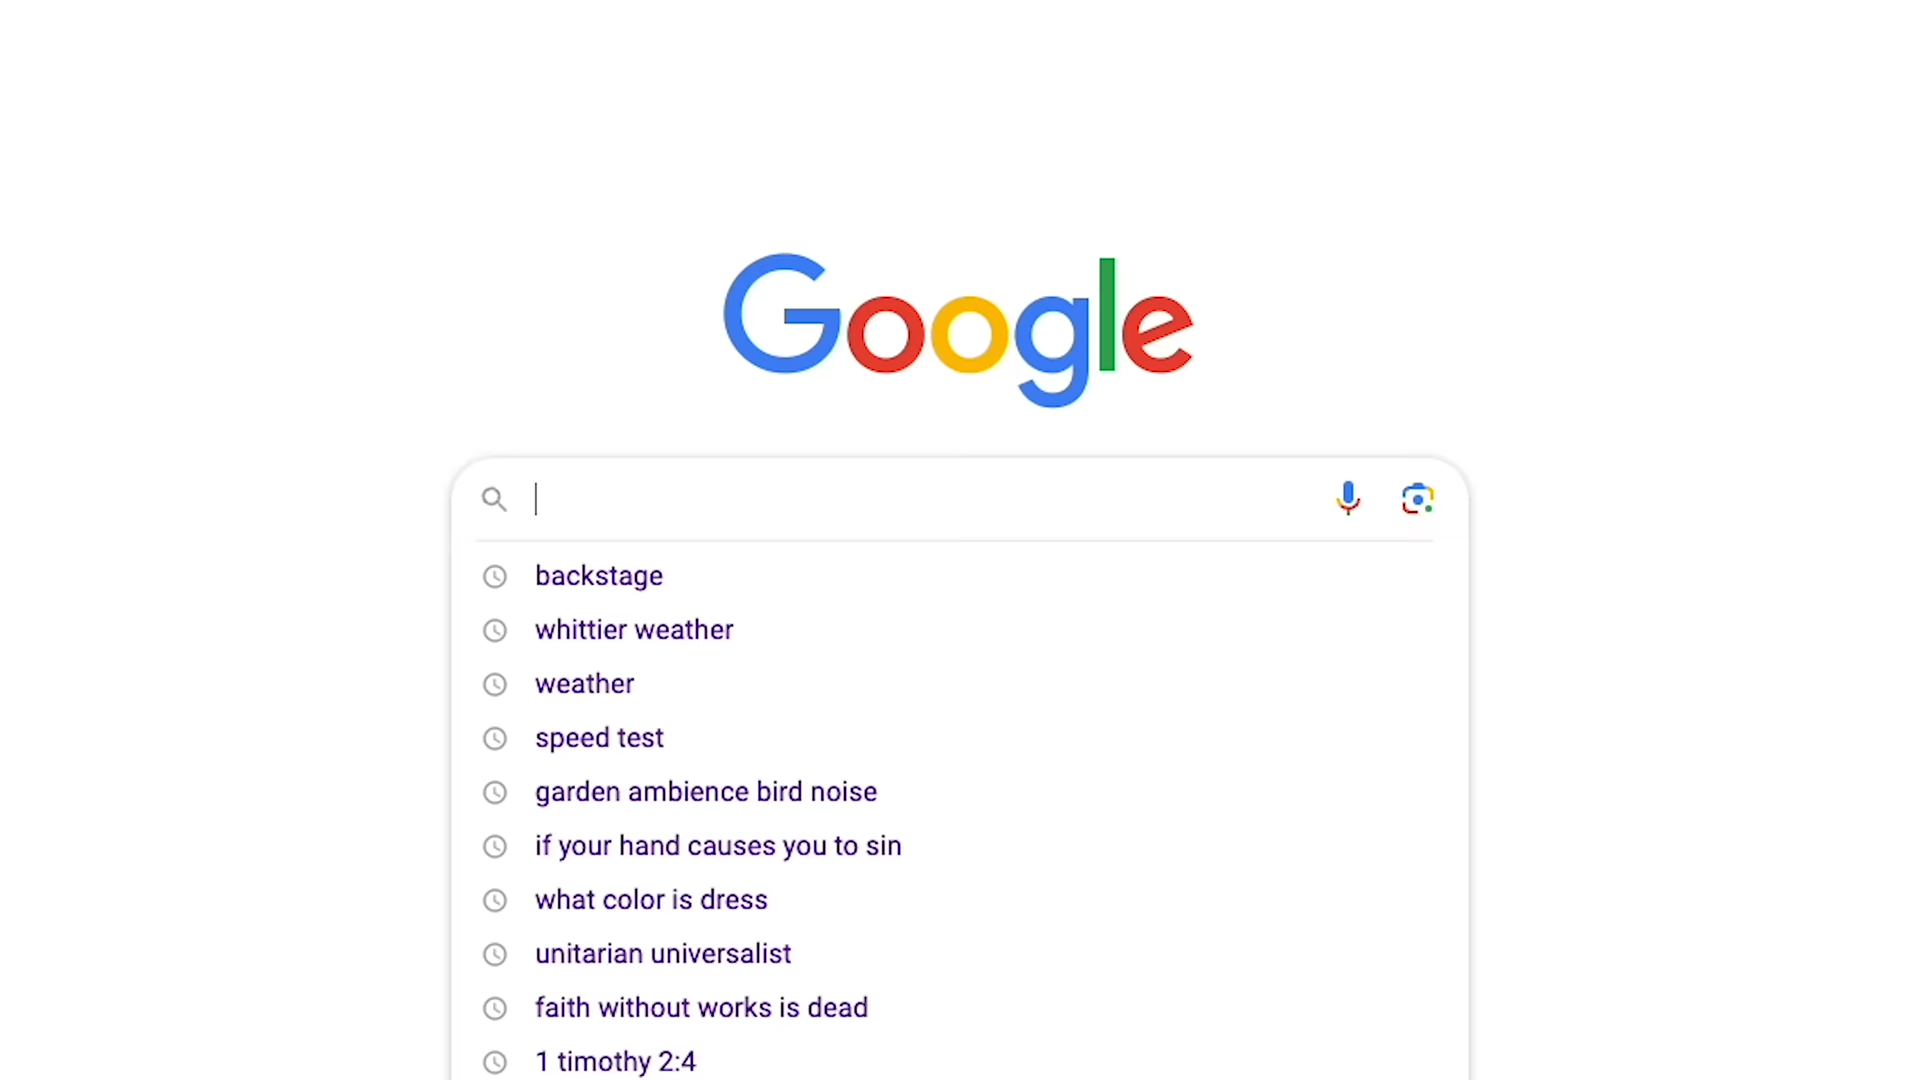 Google
backstage
whittier weather
weather
speed test
garden ambience bird noise
if your hand causes you to sin
what color is dress
unitarian universalist
faith without works is dead
1 timothy 2:4